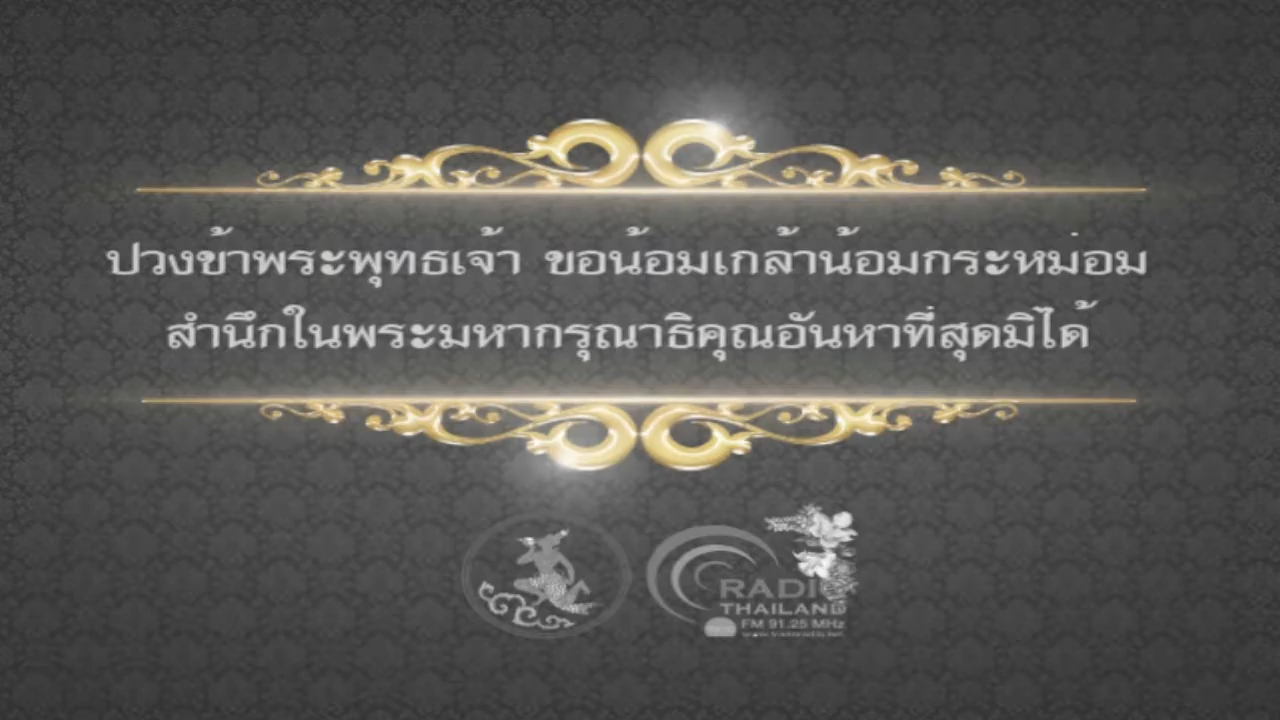 ปวงข้าพระพุทธเจ้า ขอน้อมเกล้าน้อมกระหม่อม
สำนึกในพระมหากรุณาธิคุณอันหาที่สุดมิได้
RADIO
THAILAND
FM 91.25 MHz